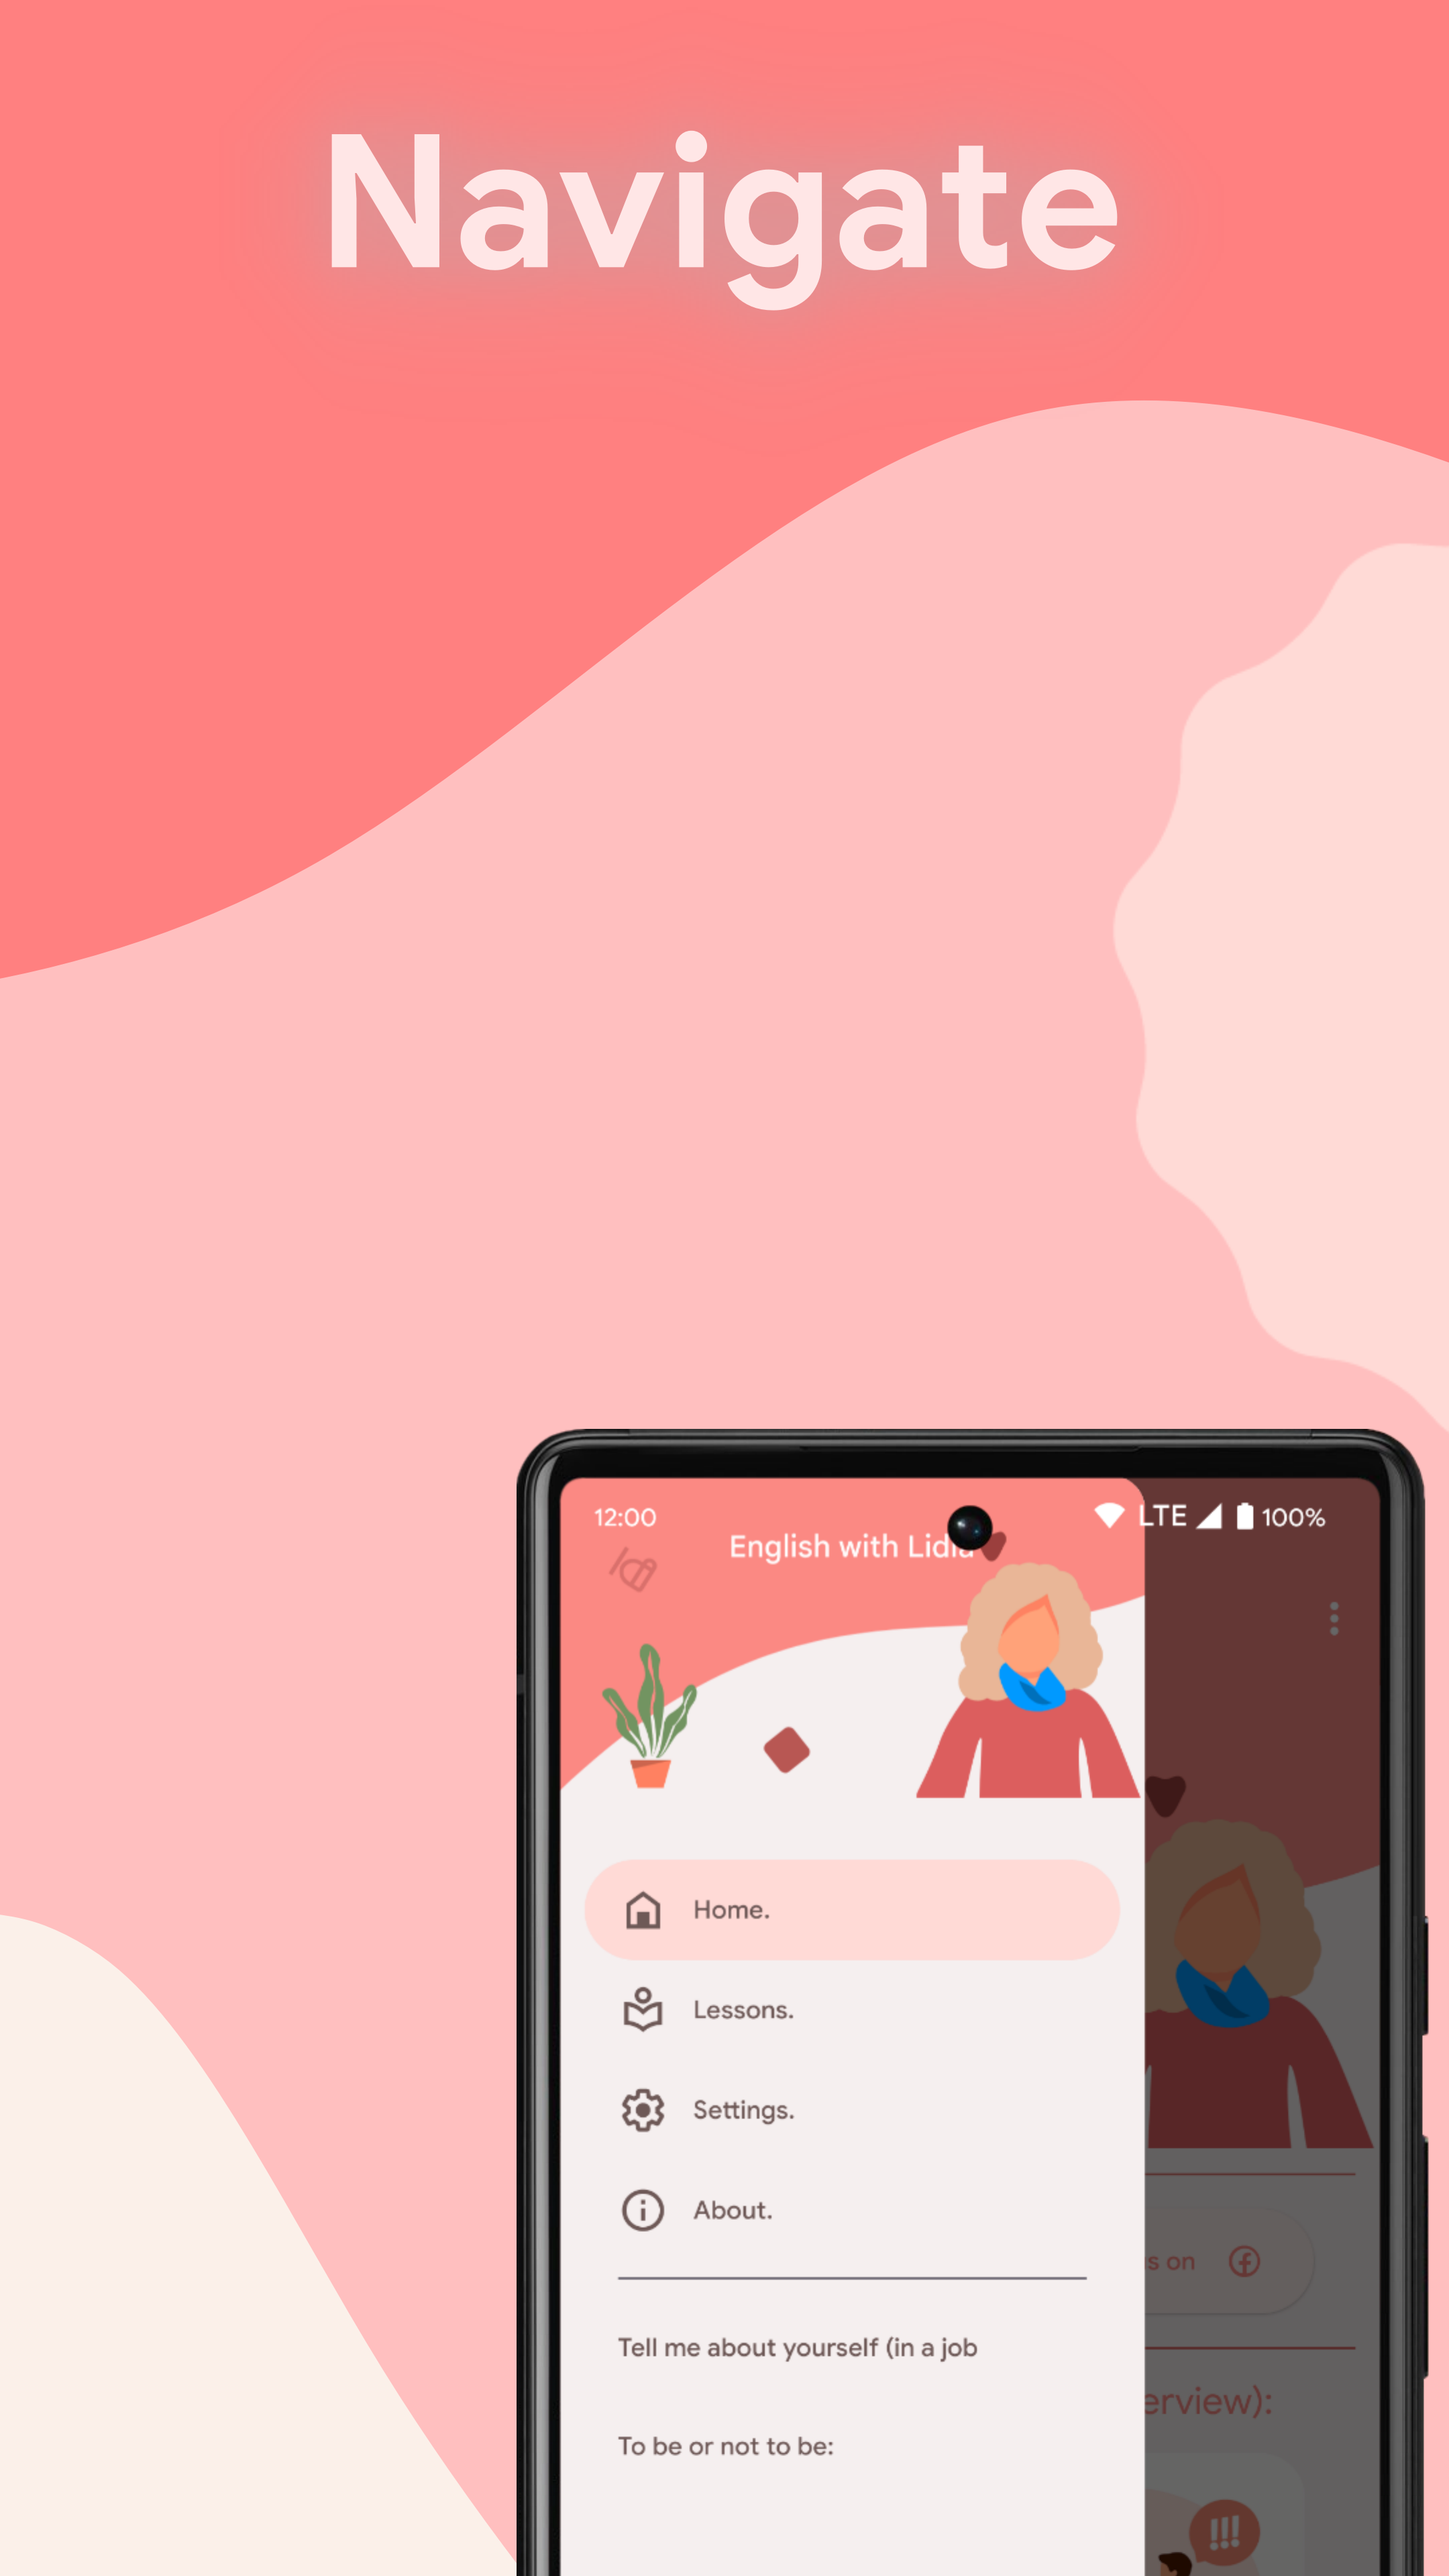 Navigate
12:00
LTE 100%
English with Lidia
Home.
Lessons.
Settings.
About.
s on
Tell me about yourself (in a job
erview):
To be or not to be:
!!!